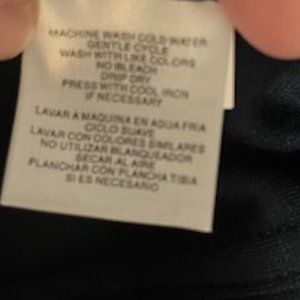 MACHINE WASH COLD WATER
GENTLE CYCLE
WASH WITH LIKE COLORS
NO BLEACH
DRIP DRY
PRESS WITH COOL IRON
IF NECESSARY
LAVAR A MAQUINA EN AGUA FRIA
CICLO SUAVE
LAVAR CON COLORES SIMILARES
NO UTILIZAR BLANQUEADOR
SECAR AL AIRE
PLANCHAR CON PLANCHA TIBIA
SI ES NECESARIO